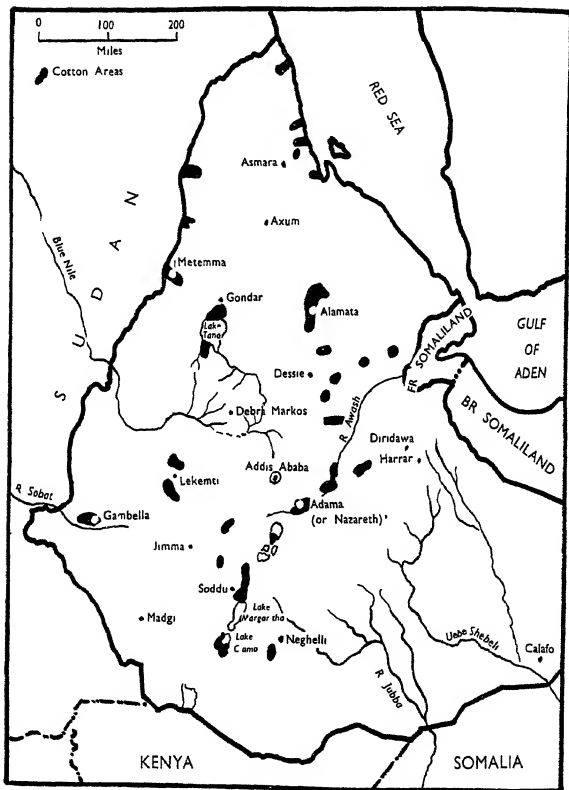 0 100 200
Miles
Cotton Areas
RED SEA
Asmara
SUDAN
Axum
Blue Nile
Metemma
Gondar
Lake
Tana
Alamata
FR SOMALILAND
GULF
OF
ADEN
Dessie
BR SOMALILAND
R Awash
Debra Markos
Diridawa
Harrar
Addis Ababa
Lekemti
R Sobat
Gambella
Adama
(or Nazareth)
Jimma
Soddu
Lake
Margaritha
Madgi
Lake
Neghelli
Uebe Shebeli
Calafo
R Jubba
KENYA
SOMALIA